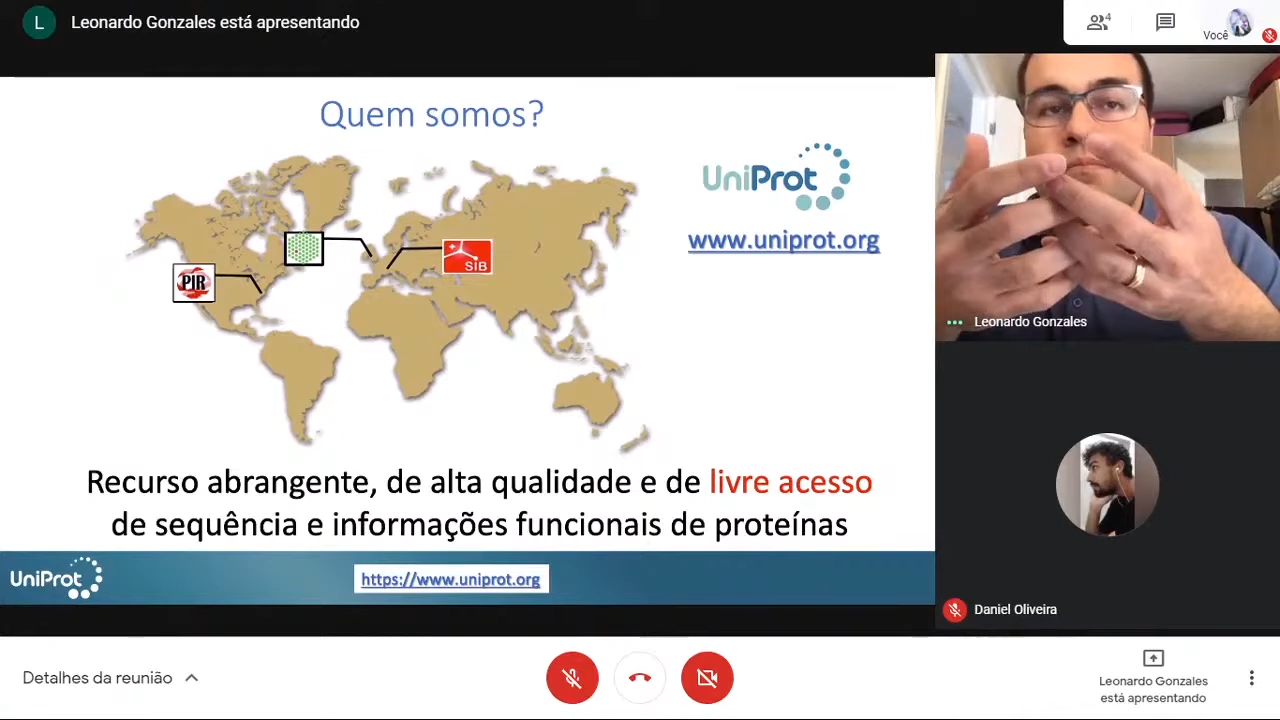 L
Leonardo Gonzales está apresentando
4
Você
Quem somos?
UniProt
www.uniprot.org
PIR
SIB
Leonardo Gonzales
Recurso abrangente, de alta qualidade e de livre acesso
de sequência e informações funcionais de proteínas
UniProt
https://www.uniprot.org
Daniel Oliveira
Detalhes da reunião
Leonardo Gonzales
está apresentando